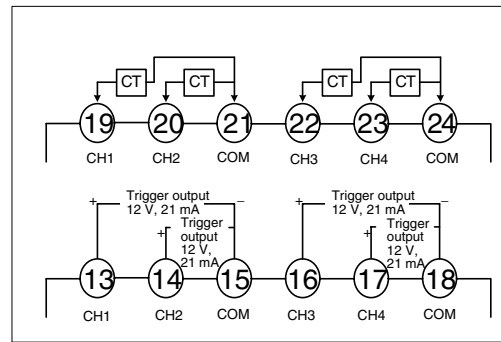 CT CT CT CT
19 20 21 22 23 24
CH1 CH2 COM CH3 CH4 COM
+ Trigger output − + Trigger output −
12 V, 21 mA 12 V, 21 mA
+ Trigger + Trigger
output output
12 V, 12 V,
21 mA 21 mA
13 14 15 16 17 18
CH1 CH2 COM CH3 CH4 COM